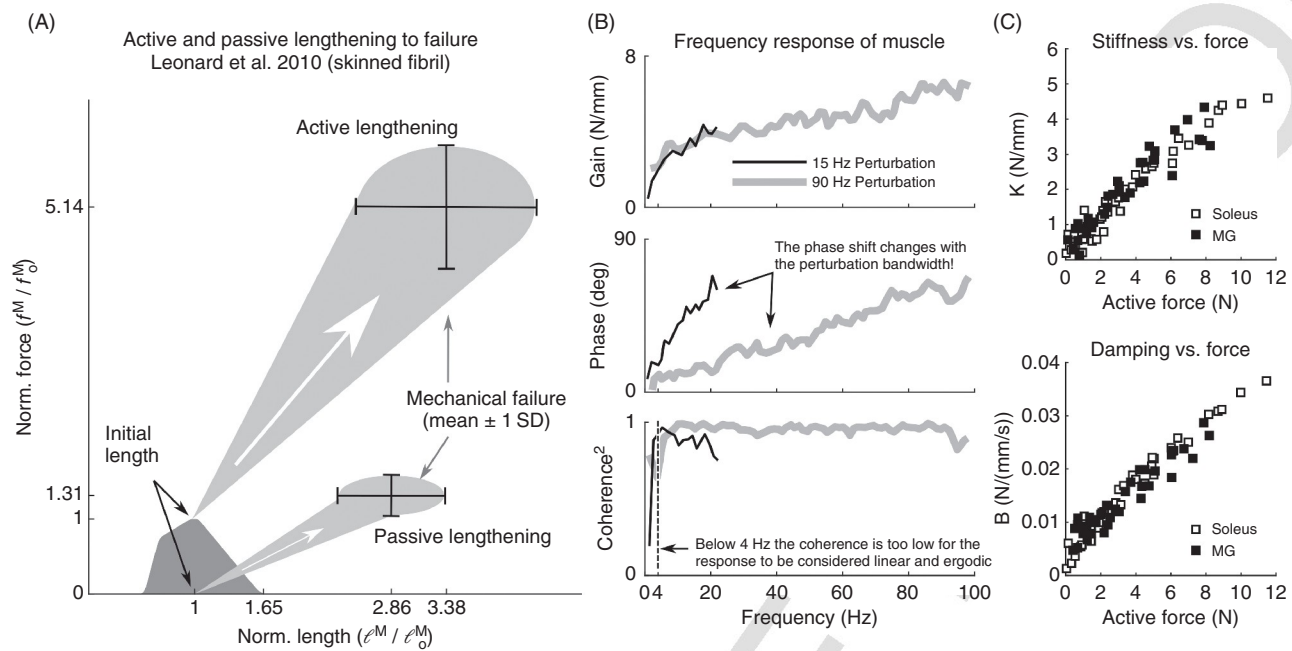 (A)
Active and passive lengthening to failure
Leonard et al. 2010 (skinned fibril)
Active lengthening
5.14
Norm. force (f^M / f_o^M)
Mechanical failure
(mean ± 1 SD)
Initial
length
1.31
1
Passive lengthening
0
1
1.65
2.86
3.38
Norm. length (ℓ^M / ℓ_o^M)
(B)
Frequency response of muscle
8
Gain (N/mm)
15 Hz Perturbation
90 Hz Perturbation
0
90
The phase shift changes with
the perturbation bandwidth!
Phase (deg)
0
1
Coherence²
Below 4 Hz the coherence is too low for the
response to be considered linear and ergodic
0
0 4 20 40 60 80 100
Frequency (Hz)
(C)
Stiffness vs. force
6
5
4
3
2
1
0
K (N/mm)
Soleus
MG
0 2 4 6 8 10 12
Active force (N)
Damping vs. force
0.04
0.03
0.02
0.01
0
B (N/(mm/s))
Soleus
MG
0 2 4 6 8 10 12
Active force (N)